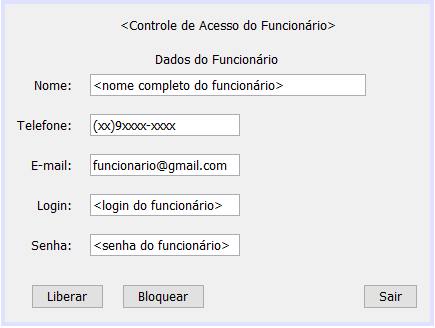 <Controle de Acesso do Funcionário>
Dados do Funcionário
Nome: <nome completo do funcionário>
Telefone: (xx)9xxxx-xxxx
E-mail: funcionario@gmail.com
Login: <login do funcionário>
Senha: <senha do funcionário>
Liberar Bloquear Sair